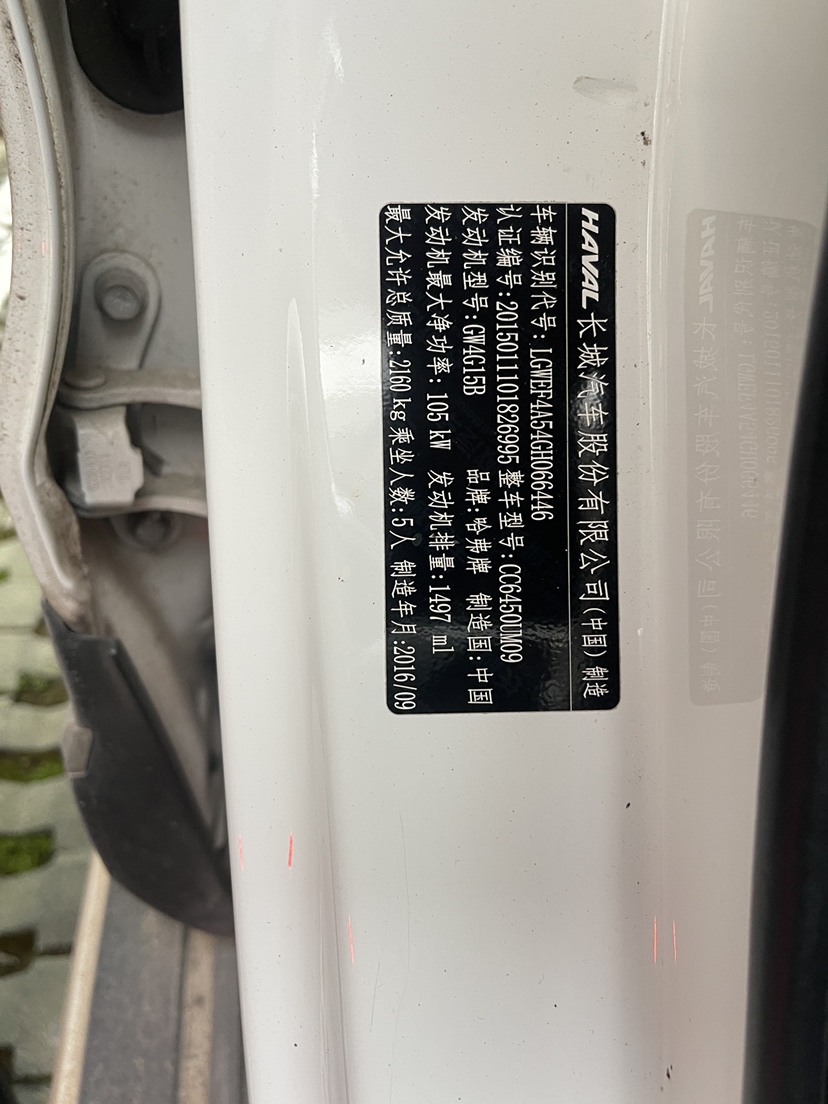 HAVAL 长城汽车股份有限公司(中国)制造
车辆识别代号: LGWEF4A54GH066446
认证编号:2015011101826995 整车型号:CC6450UM09
发动机型号:GW4G15B 品牌:哈弗牌 制造国:中国
发动机最大净功率: 105 kW 发动机排量:1497 ml
最大允许总质量:2160 kg 乘坐人数:5人 制造年月:2016/09